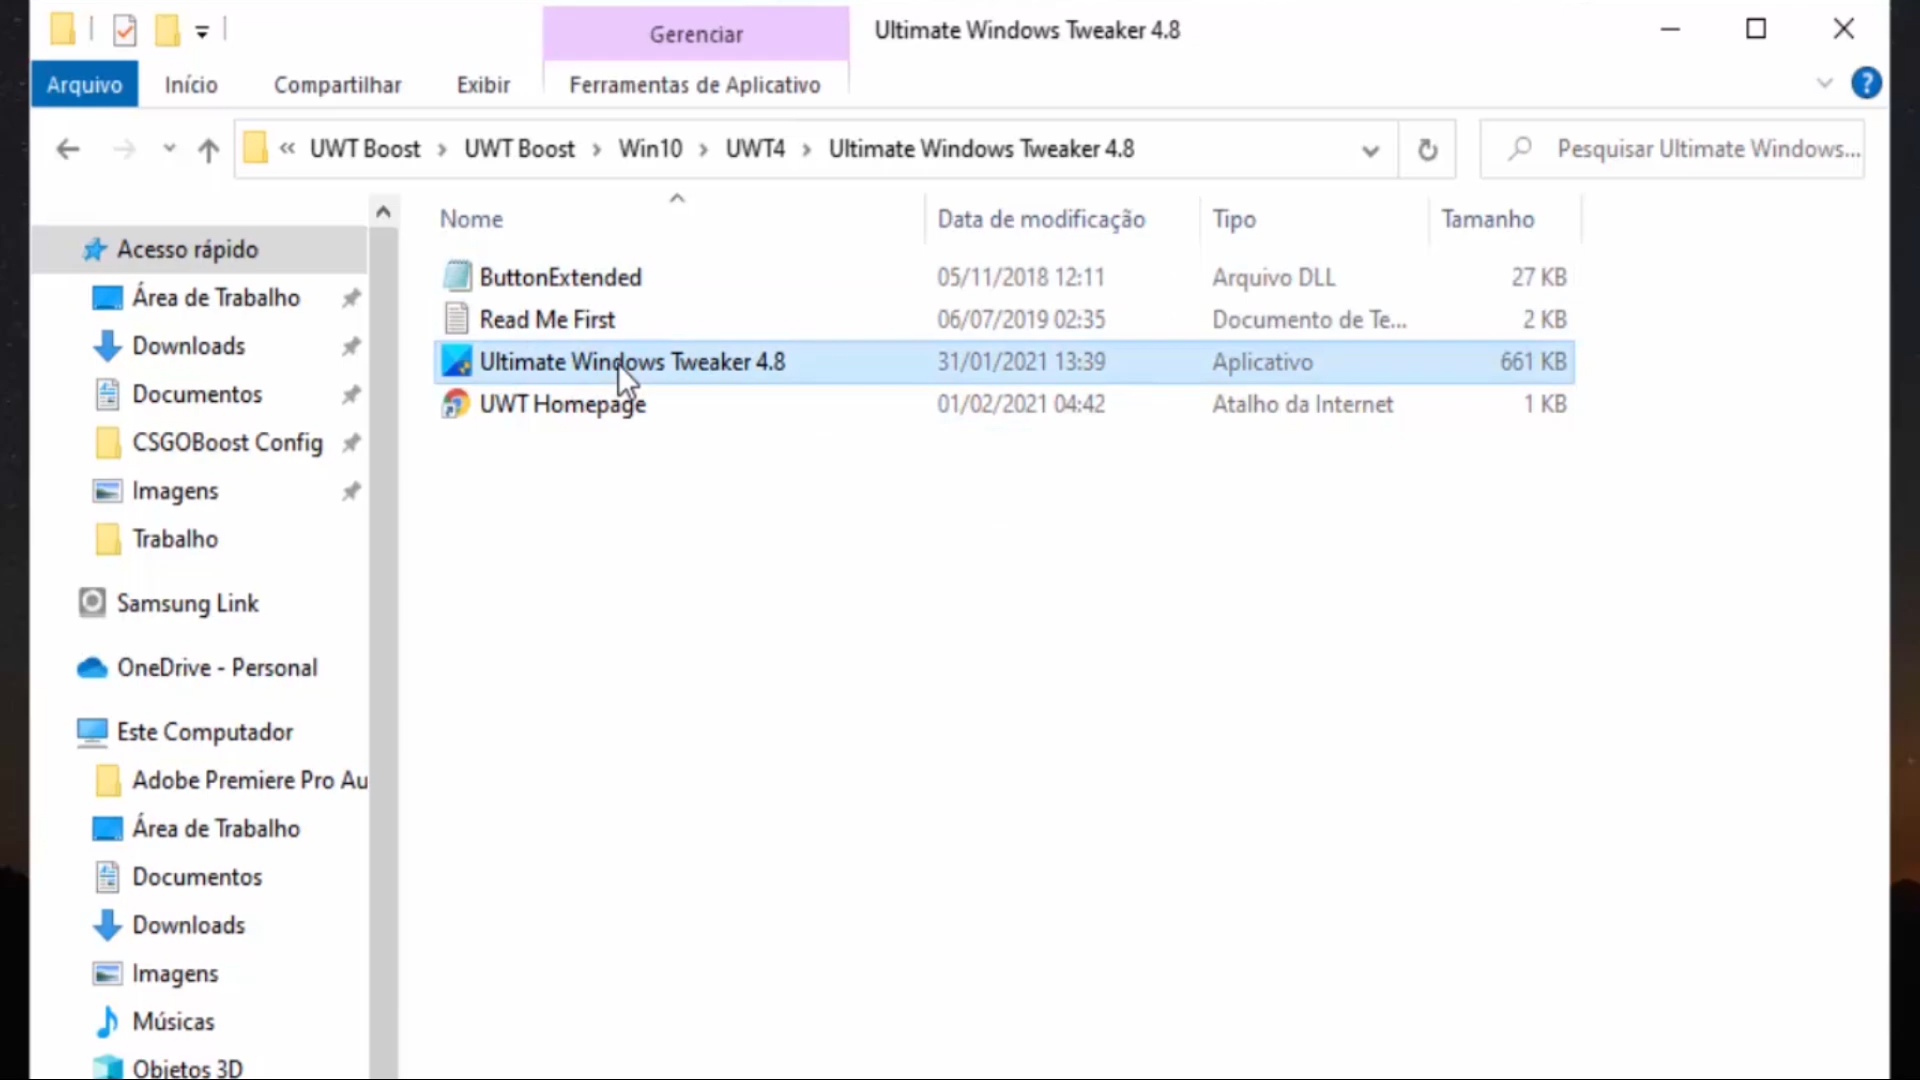 Gerenciar
Ultimate Windows Tweaker 4.8
Arquivo
Início
Compartilhar
Exibir
Ferramentas de Aplicativo
?
« UWT Boost > UWT Boost > Win10 > UWT4 > Ultimate Windows Tweaker 4.8
Pesquisar Ultimate Windows...
Nome
Data de modificação
Tipo
Tamanho
ButtonExtended 05/11/2018 12:11 Arquivo DLL 27 KB
Read Me First 06/07/2019 02:35 Documento de Te... 2 KB
Ultimate Windows Tweaker 4.8 31/01/2021 13:39 Aplicativo 661 KB
UWT Homepage 01/02/2021 04:42 Atalho da Internet 1 KB
Acesso rápido
Área de Trabalho
Downloads
Documentos
CSGOBoost Config
Imagens
Trabalho
Samsung Link
OneDrive - Personal
Este Computador
Adobe Premiere Pro Au
Área de Trabalho
Documentos
Downloads
Imagens
Músicas
Objetos 3D